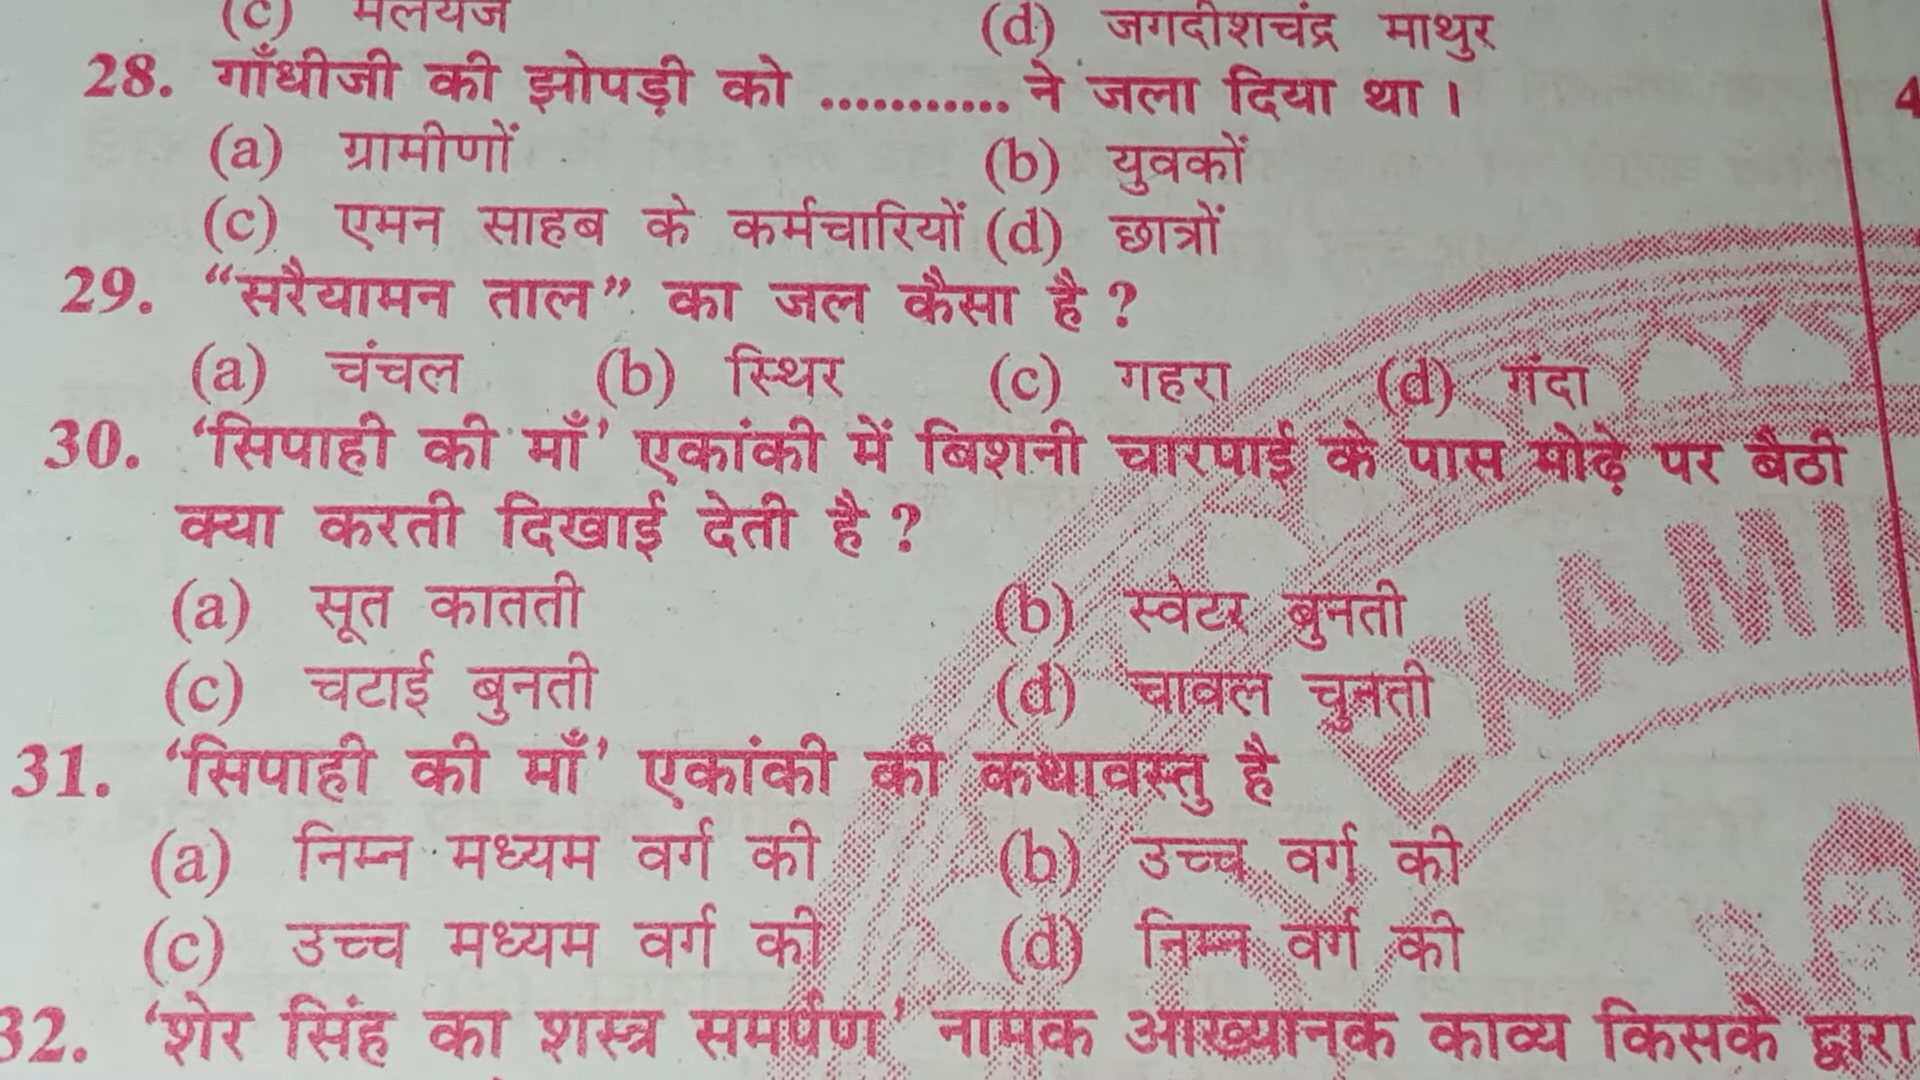 (c) मलयज (d) जगदीशचंद्र माथुर
28. गाँधीजी की झोपड़ी को ........... ने जला दिया था ।
4
(a) ग्रामीणों (b) युवकों
(c) एमन साहब के कर्मचारियों (d) छात्रों
29. “सरैयामन ताल” का जल कैसा है ?
(a) चंचल (b) स्थिर (c) गहरा (d) गंदा
30. ‘सिपाही की माँ’ एकांकी में बिशनी चारपाई के पास मोढ़े पर बैठी
क्या करती दिखाई देती है ?
(a) सूत कातती (b) स्वेटर बुनती
(c) चटाई बुनती (d) चावल चुनती
31. ‘सिपाही की माँ’ एकांकी की कथावस्तु है
(a) निम्न मध्यम वर्ग की (b) उच्च वर्ग की
(c) उच्च मध्यम वर्ग की (d) निम्न वर्ग की
32. ‘शेर सिंह का शस्त्र समर्पण’ नामक आख्यानक काव्य किसके द्वारा
EXAMI